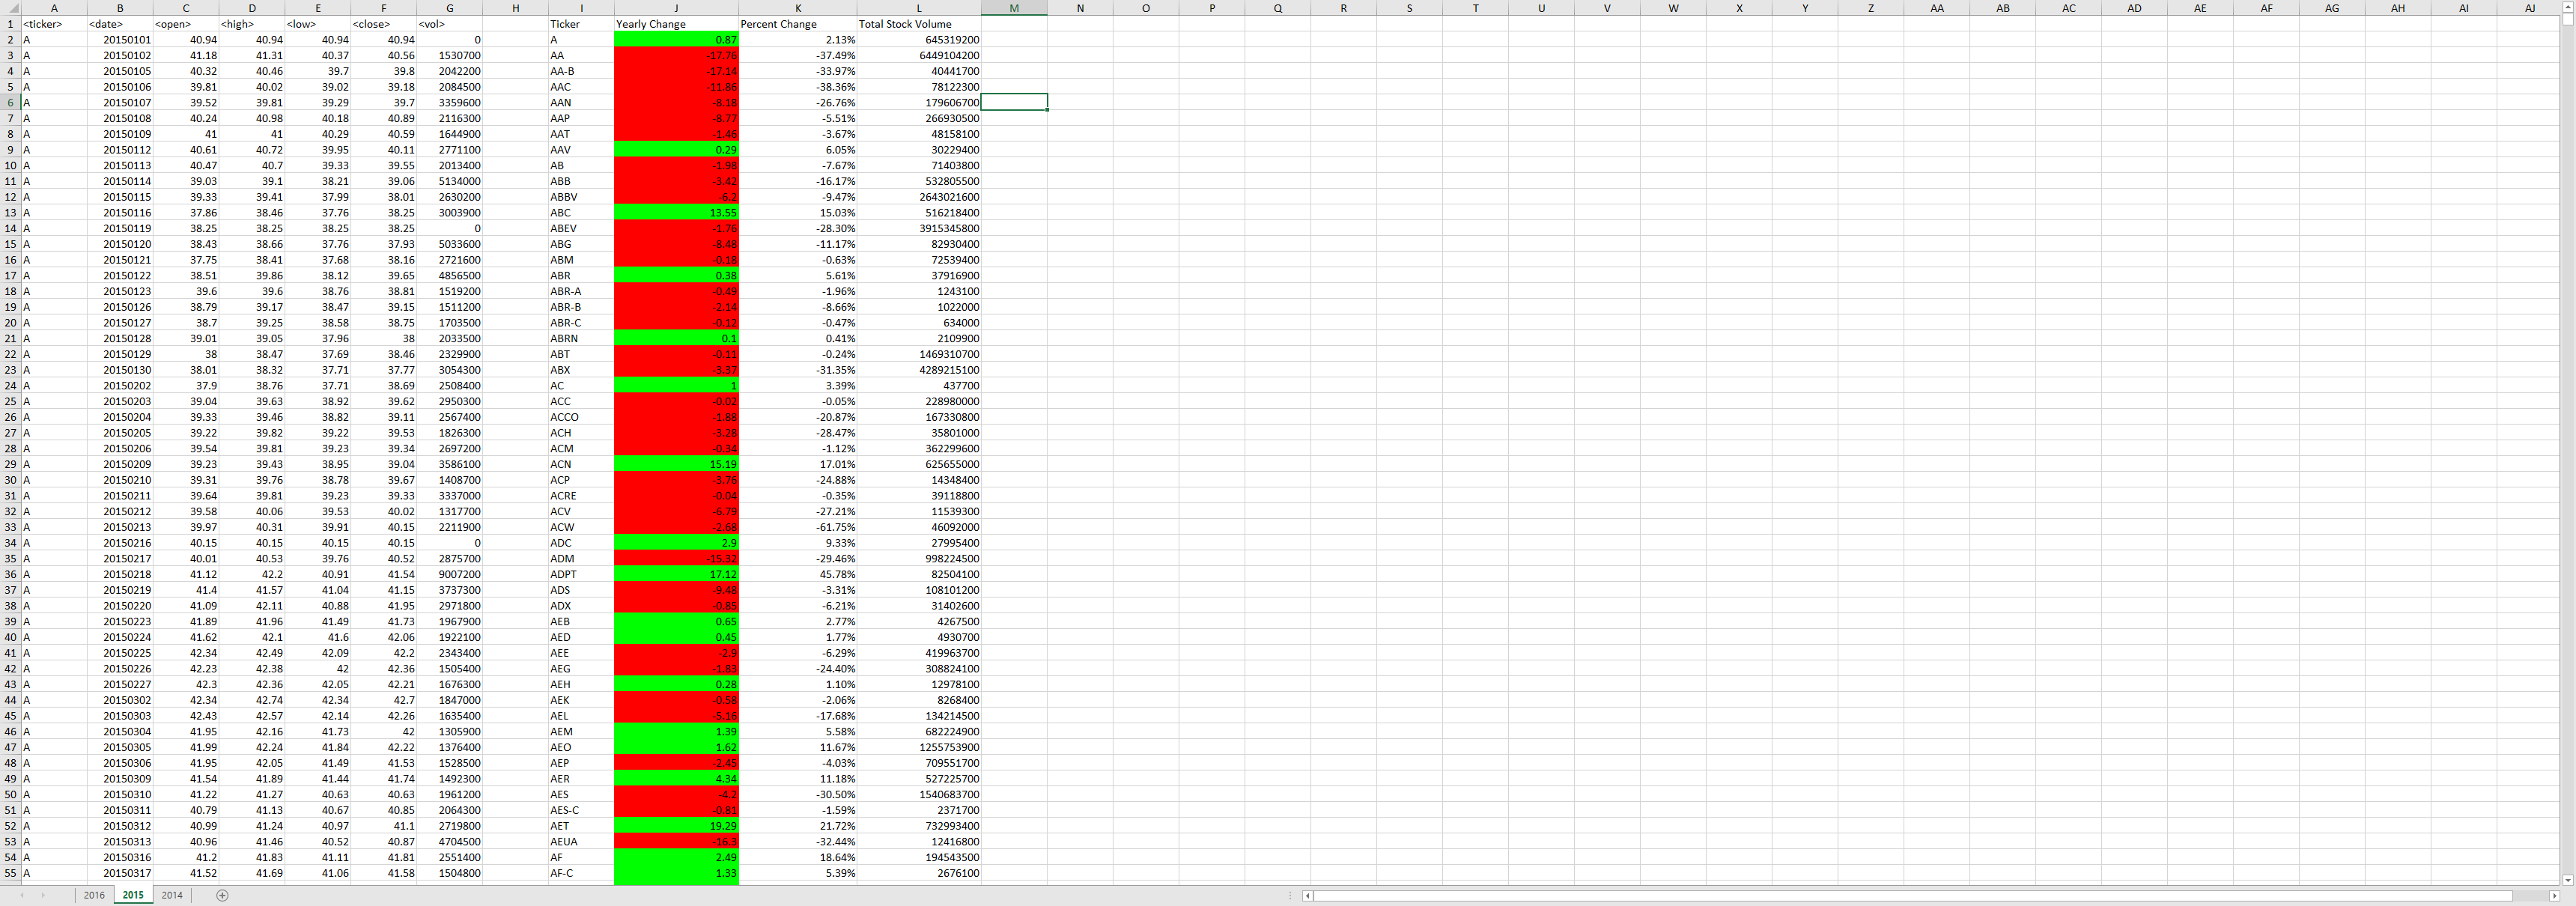 A B C D E F G H I J K L M N O P Q R S T U V W X Y Z AA AB AC AD AE AF AG AH AI AJ
1 <ticker> <date> <open> <high> <low> <close> <vol> Ticker Yearly Change Percent Change Total Stock Volume
2 A 20150101 40.94 40.94 40.94 40.94 0 A 0.87 2.13% 645319200
3 A 20150102 41.18 41.31 40.37 40.56 1530700 AA -17.76 -37.49% 6449104200
4 A 20150105 40.32 40.46 39.7 39.8 2042200 AA-B -17.14 -33.97% 40441700
5 A 20150106 39.81 40.02 39.02 39.18 2084500 AAC -11.86 -38.36% 78122300
6 A 20150107 39.52 39.81 39.29 39.7 3359600 AAN -8.18 -26.76% 179606700
7 A 20150108 40.24 40.98 40.18 40.89 2116300 AAP -8.77 -5.51% 266930500
8 A 20150109 41 41 40.29 40.59 1644900 AAT -1.46 -3.67% 48158100
9 A 20150112 40.61 40.72 39.95 40.11 2771100 AAV 0.29 6.05% 30229400
10 A 20150113 40.47 40.7 39.33 39.55 2013400 AB -1.98 -7.67% 71403800
11 A 20150114 39.03 39.1 38.21 39.06 5134000 ABB -3.42 -16.17% 532805500
12 A 20150115 39.33 39.41 37.99 38.01 2630200 ABBV -6.2 -9.47% 2643021600
13 A 20150116 37.86 38.46 37.76 38.25 3003900 ABC 13.55 15.03% 516218400
14 A 20150119 38.25 38.25 38.25 38.25 0 ABEV -1.76 -28.30% 3915345800
15 A 20150120 38.43 38.66 37.76 37.93 5033600 ABG -8.48 -11.17% 82930400
16 A 20150121 37.75 38.41 37.68 38.16 2721600 ABM -0.18 -0.63% 72539400
17 A 20150122 38.51 39.86 38.12 39.65 4856500 ABR 0.38 5.61% 37916900
18 A 20150123 39.6 39.6 38.76 38.81 1519200 ABR-A -0.49 -1.96% 1243100
19 A 20150126 38.79 39.17 38.47 39.15 1511200 ABR-B -2.14 -8.66% 1022000
20 A 20150127 38.7 39.25 38.58 38.75 1703500 ABR-C -0.12 -0.47% 634000
21 A 20150128 39.01 39.05 37.96 38 2033500 ABRN 0.1 0.41% 2109900
22 A 20150129 38 38.47 37.69 38.46 2329900 ABT -0.11 -0.24% 1469310700
23 A 20150130 38.01 38.32 37.71 37.77 3054300 ABX -3.37 -31.35% 4289215100
24 A 20150202 37.9 38.76 37.71 38.69 2508400 AC 1 3.39% 437700
25 A 20150203 39.04 39.63 38.92 39.62 2950300 ACC -0.02 -0.05% 228980000
26 A 20150204 39.33 39.46 38.82 39.11 2567400 ACCO -1.88 -20.87% 167330800
27 A 20150205 39.22 39.82 39.22 39.53 1826300 ACH -3.28 -28.47% 35801000
28 A 20150206 39.54 39.81 39.23 39.34 2697200 ACM -0.34 -1.12% 362299600
29 A 20150209 39.23 39.43 38.95 39.04 3586100 ACN 15.19 17.01% 625655000
30 A 20150210 39.31 39.76 38.78 39.67 1408700 ACP -3.76 -24.88% 14348400
31 A 20150211 39.64 39.81 39.23 39.33 3337000 ACRE -0.04 -0.35% 39118800
32 A 20150212 39.58 40.06 39.53 40.02 1317700 ACV -6.79 -27.21% 11539300
33 A 20150213 39.97 40.31 39.91 40.15 2211900 ACW -2.68 -61.75% 46092000
34 A 20150216 40.15 40.15 40.15 40.15 0 ADC 2.9 9.33% 27995400
35 A 20150217 40.01 40.53 39.76 40.52 2875700 ADM -15.32 -29.46% 998224500
36 A 20150218 41.12 42.2 40.91 41.54 9007200 ADPT 17.12 45.78% 82504100
37 A 20150219 41.4 41.57 41.04 41.15 3737300 ADS -9.48 -3.31% 108101200
38 A 20150220 41.09 42.11 40.88 41.95 2971800 ADX -0.85 -6.21% 31402600
39 A 20150223 41.89 41.96 41.49 41.73 1967900 AEB 0.65 2.77% 4267500
40 A 20150224 41.62 42.1 41.6 42.06 1922100 AED 0.45 1.77% 4930700
41 A 20150225 42.34 42.49 42.09 42.2 2343400 AEE -2.9 -6.29% 419963700
42 A 20150226 42.23 42.38 42 42.36 1505400 AEG -1.83 -24.40% 308824100
43 A 20150227 42.3 42.36 42.05 42.21 1676300 AEH 0.28 1.10% 12978100
44 A 20150302 42.34 42.74 42.34 42.7 1847000 AEK -0.58 -2.06% 8268400
45 A 20150303 42.43 42.57 42.14 42.26 1635400 AEL -5.16 -17.68% 134214500
46 A 20150304 41.95 42.16 41.73 42 1305900 AEM 1.39 5.58% 682224900
47 A 20150305 41.99 42.24 41.84 42.22 1376400 AEO 1.62 11.67% 1255753900
48 A 20150306 41.95 42.05 41.49 41.53 1528500 AEP -2.45 -4.03% 709551700
49 A 20150309 41.54 41.89 41.44 41.74 1492300 AER 4.34 11.18% 527225700
50 A 20150310 41.22 41.27 40.63 40.63 1961200 AES -4.2 -30.50% 1540683700
51 A 20150311 40.79 41.13 40.67 40.85 2064300 AES-C -0.81 -1.59% 2371700
52 A 20150312 40.99 41.24 40.97 41.1 2719800 AET 19.29 21.72% 732993400
53 A 20150313 40.96 41.46 40.52 40.87 4704500 AEUA -16.3 -32.44% 12416800
54 A 20150316 41.2 41.83 41.11 41.81 2551400 AF 2.49 18.64% 194543500
55 A 20150317 41.52 41.69 41.06 41.58 1504800 AF-C 1.33 5.39% 2676100
2016 2015 2014